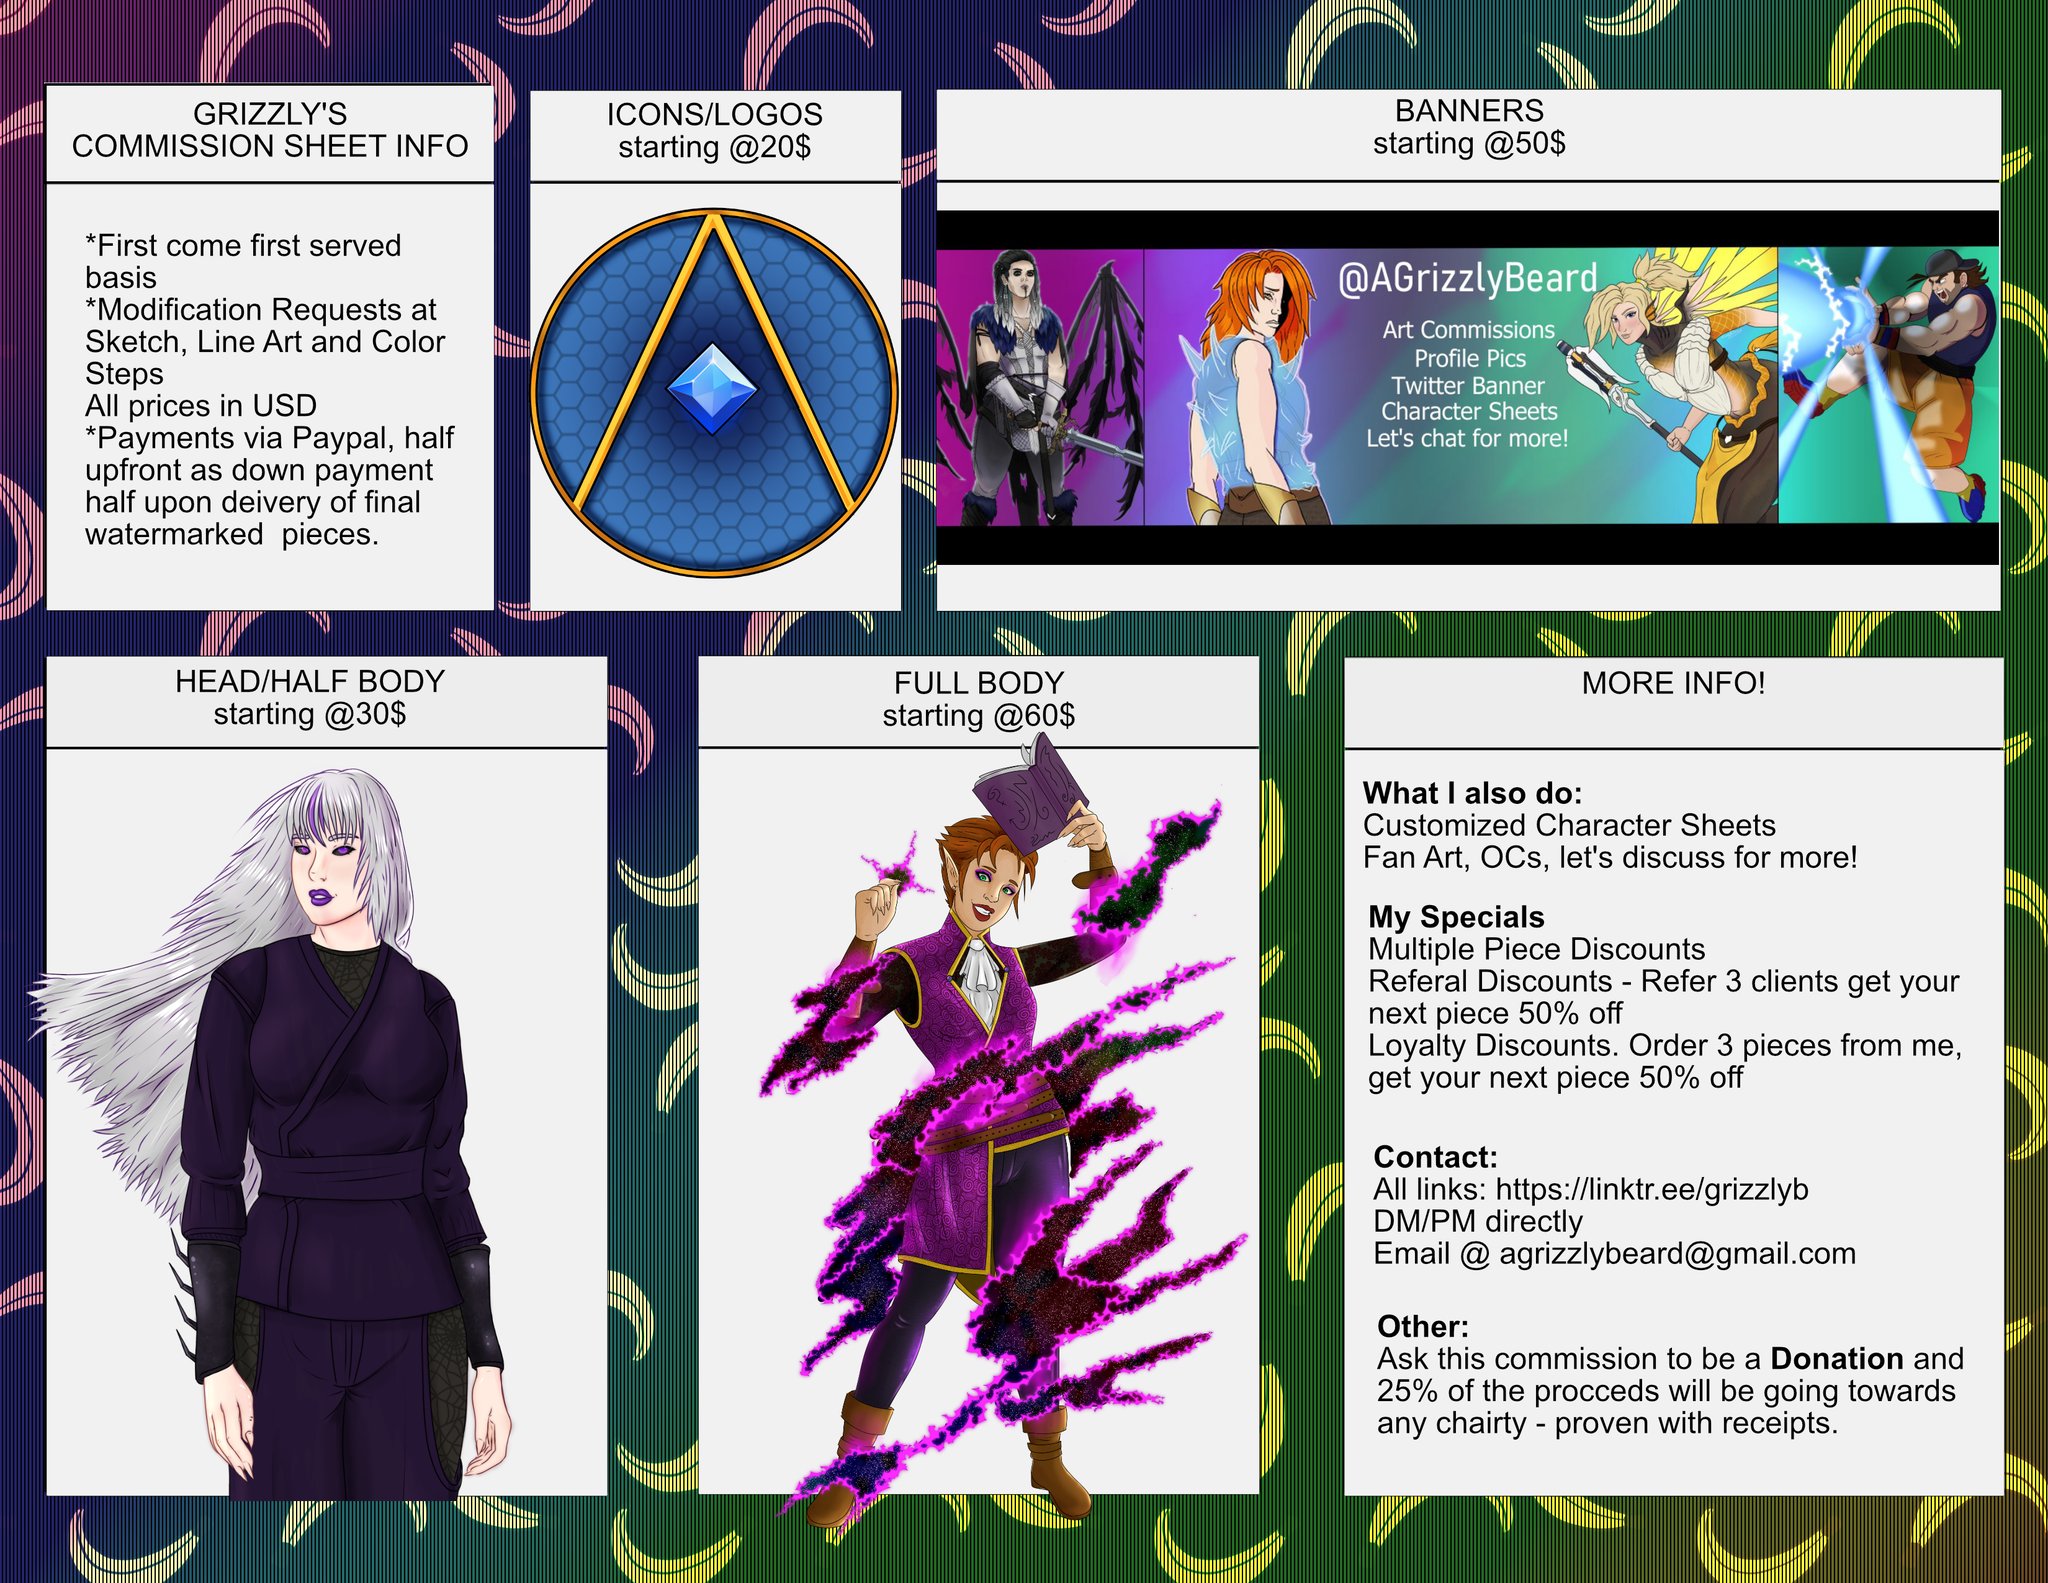 GRIZZLY'S
COMMISSION SHEET INFO
*First come first served
basis
*Modification Requests at
Sketch, Line Art and Color
Steps
All prices in USD
*Payments via Paypal, half
upfront as down payment
half upon deivery of final
watermarked pieces.
ICONS/LOGOS
starting @20$
BANNERS
starting @50$
@AGrizzlyBeard
Art Commissions
Profile Pics
Twitter Banner
Character Sheets
Let's chat for more!
HEAD/HALF BODY
starting @30$
FULL BODY
starting @60$
MORE INFO!
What I also do:
Customized Character Sheets
Fan Art, OCs, let's discuss for more!
My Specials
Multiple Piece Discounts
Referal Discounts - Refer 3 clients get your
next piece 50% off
Loyalty Discounts. Order 3 pieces from me,
get your next piece 50% off
Contact:
All links: https://linktr.ee/grizzlyb
DM/PM directly
Email @ agrizzlybeard@gmail.com
Other:
Ask this commission to be a Donation and
25% of the procceds will be going towards
any chairty - proven with receipts.